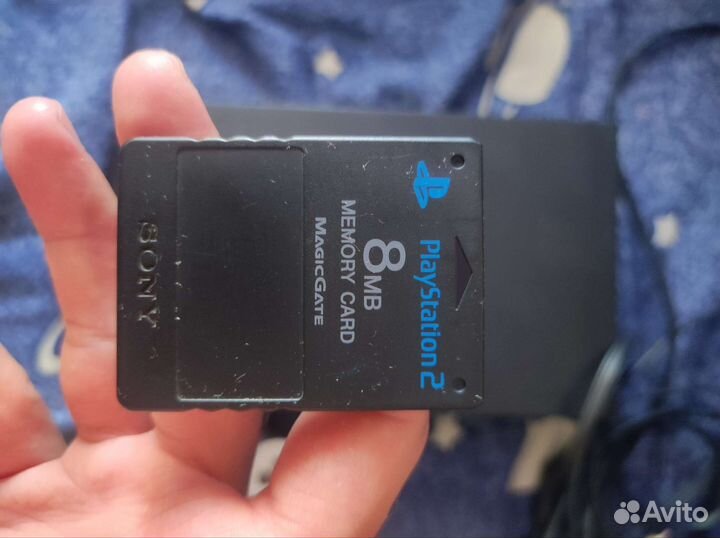 PlayStation 2
8MB
MEMORY CARD
MAGICGATE
SONY
Avito